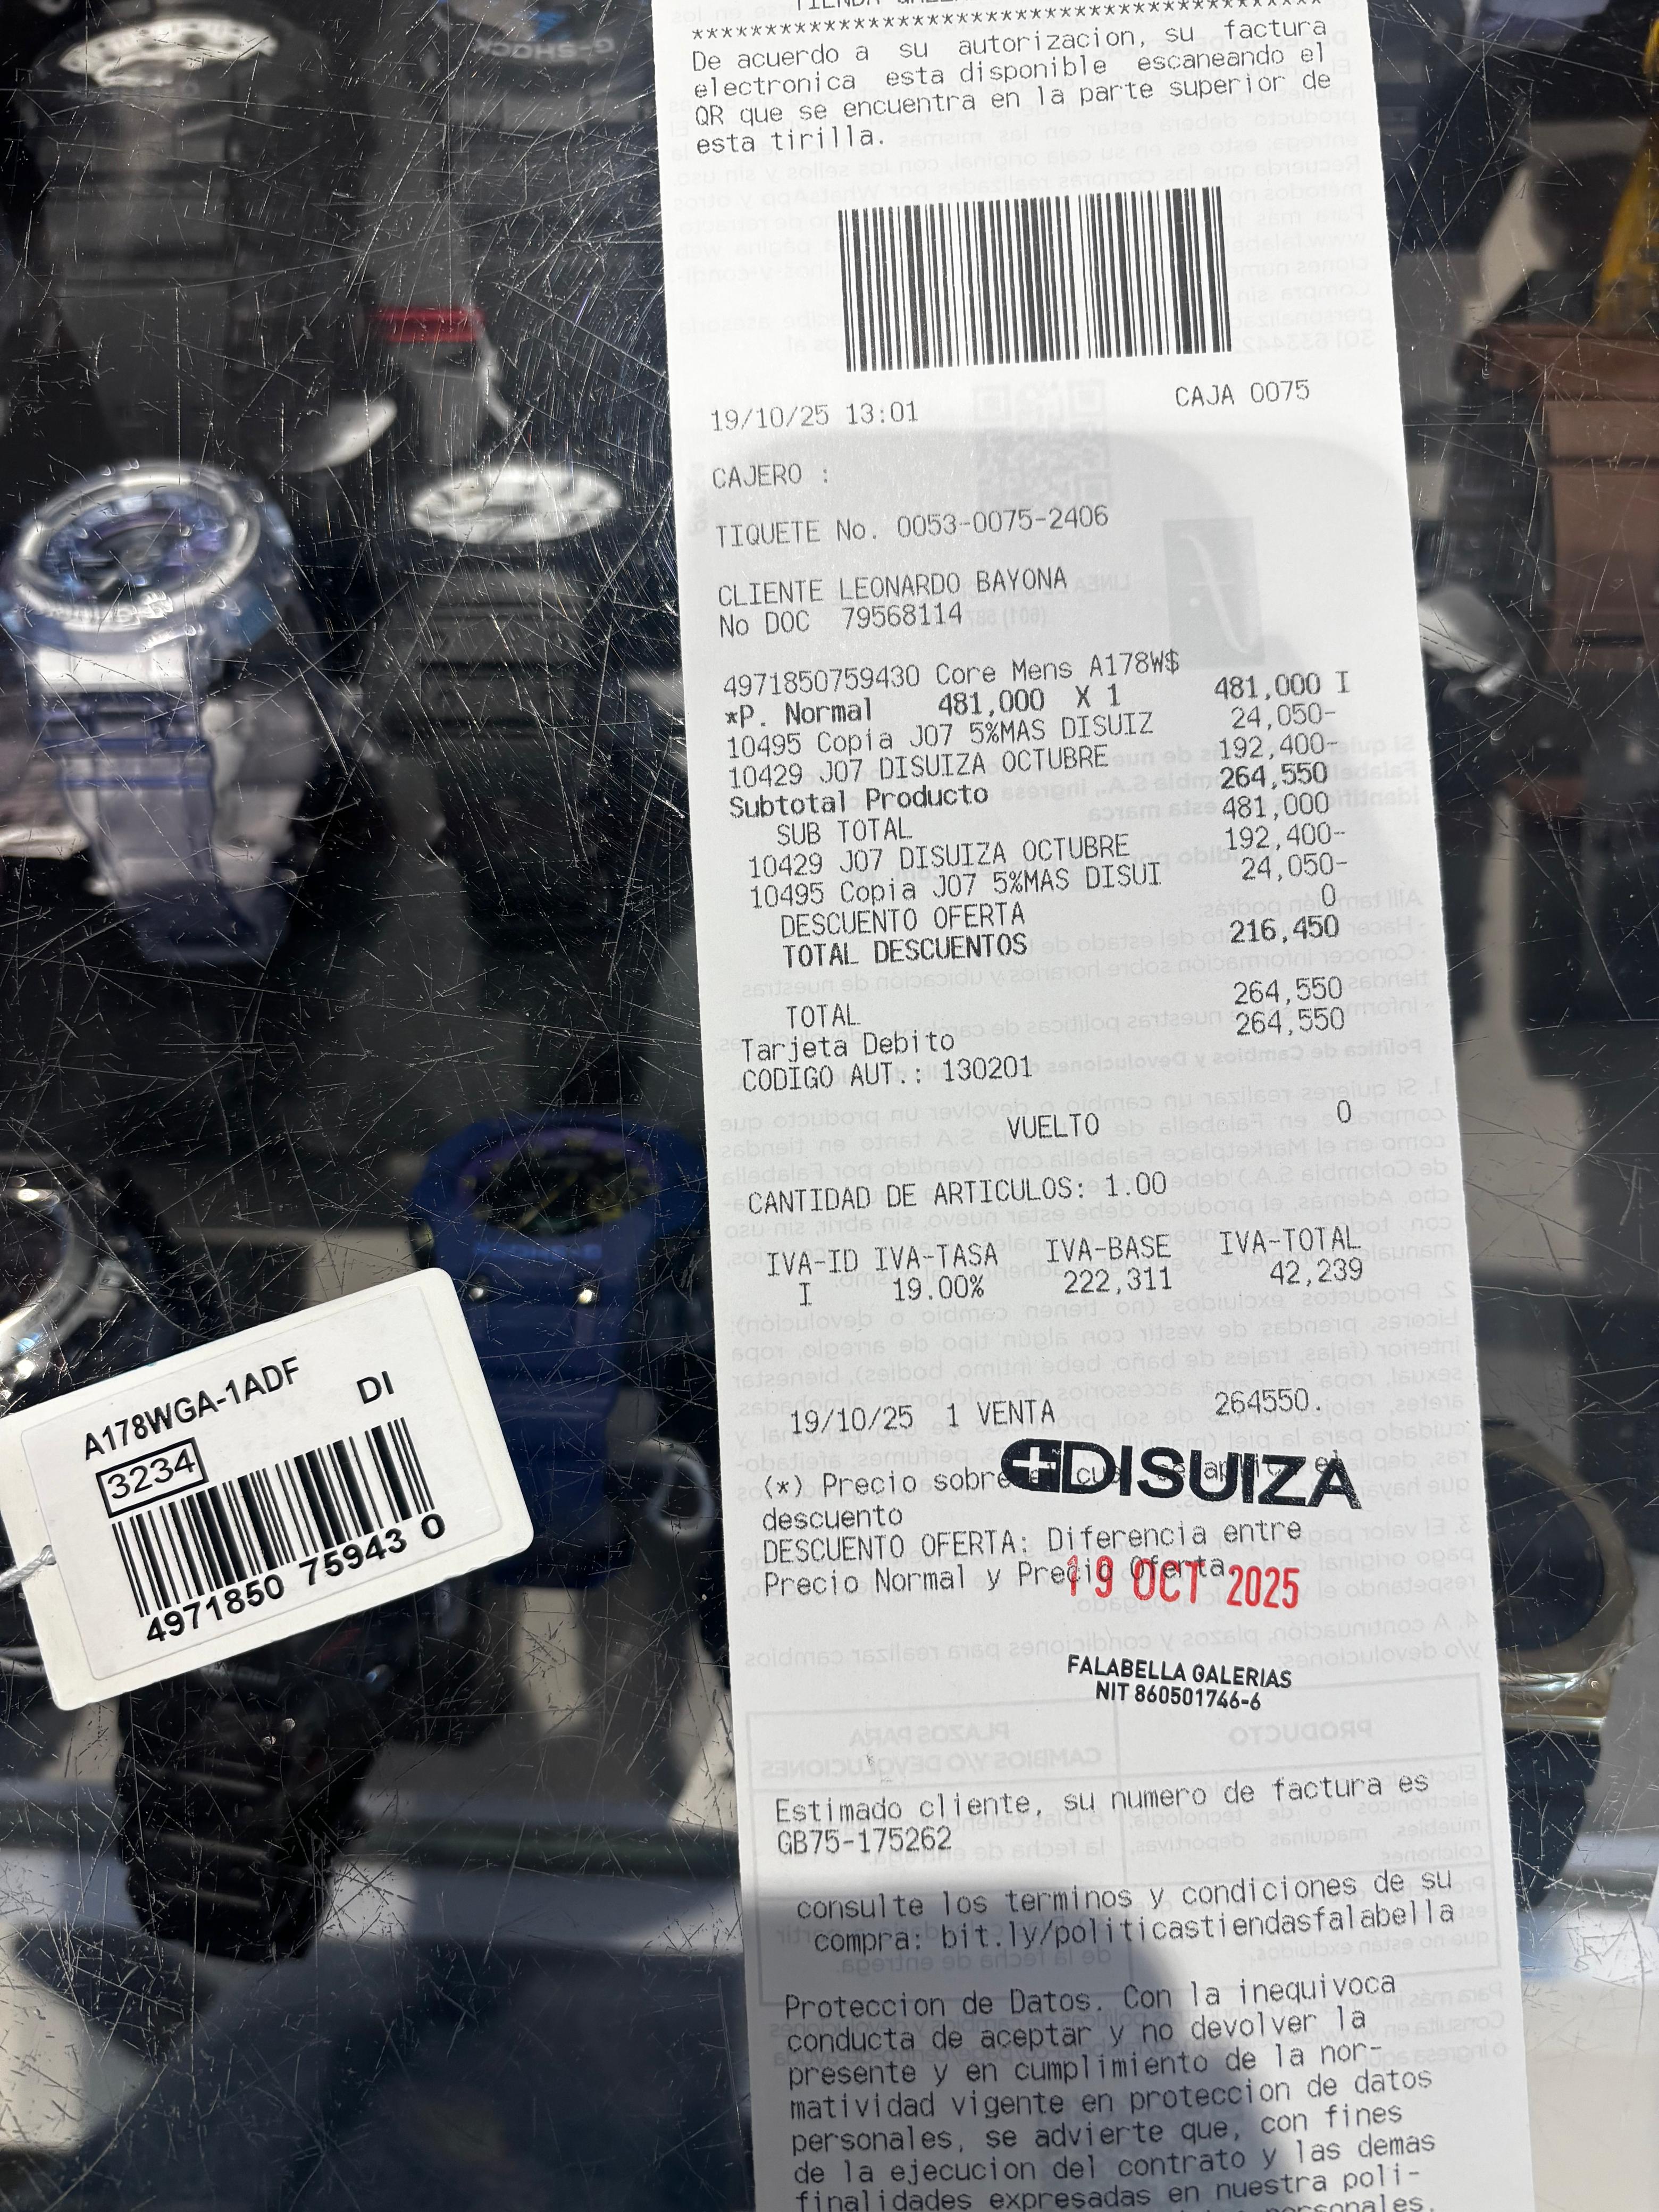 *****************************************
De acuerdo a su autorizacion, su factura
electronica esta disponible escaneando el
QR que se encuentra en la parte superior de
esta tirilla.
19/10/25 13:01 CAJA 0075
CAJERO :
TIQUETE No. 0053-0075-2406
CLIENTE LEONARDO BAYONA
No DOC 79568114
4971850759430 Core Mens A178W$
*P. Normal 481,000 X 1 481,000 I
10495 Copia J07 5%MAS DISUIZ 24,050-
10429 J07 DISUIZA OCTUBRE 192,400-
Subtotal Producto 264,550
SUB TOTAL 481,000
10429 J07 DISUIZA OCTUBRE 192,400-
10495 Copia J07 5%MAS DISUI 24,050-
DESCUENTO OFERTA 0
TOTAL DESCUENTOS 216,450
TOTAL 264,550
Tarjeta Debito 264,550
CODIGO AUT.: 130201
VUELTO 0
CANTIDAD DE ARTICULOS: 1.00
IVA-ID IVA-TASA IVA-BASE IVA-TOTAL
I 19.00% 222,311 42,239
19/10/25 1 VENTA 264550.
DISUIZA
(*) Precio sobre el
descuento
DESCUENTO OFERTA: Diferencia entre
Precio Normal y Precio Oferta
19 OCT 2025
FALABELLA GALERIAS
NIT 860501746-6
Estimado cliente, su numero de factura es
GB75-175262
consulte los terminos y condiciones de su
compra: bit.ly/politicastiendasfalabella
Proteccion de Datos. Con la inequivoca
conducta de aceptar y no devolver la
presente y en cumplimiento de la nor-
matividad vigente en proteccion de datos
personales, se advierte que, con fines
de la ejecucion del contrato y las demas
finalidades expresadas en nuestra poli-
A178WGA-1ADF
DI
3234
4971850 75943 0
G-SHOCK